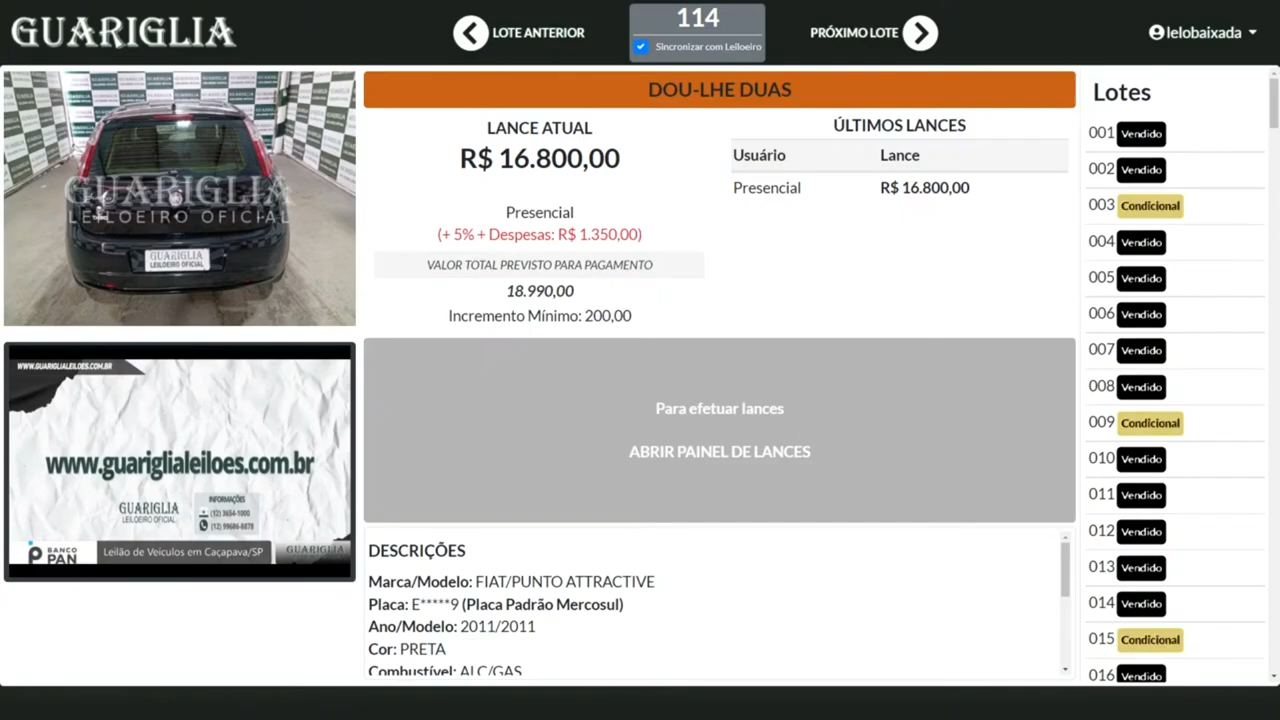 GUARIGLIA
LOTE ANTERIOR
114
Sincronizar com Leiloeiro
PRÓXIMO LOTE
lelobaixada
GUARIGLIA
LEILOEIRO OFICIAL
GUARIGLIA
LEILOEIRO OFICIAL
DOU-LHE DUAS
LANCE ATUAL
R$ 16.800,00
Presencial
(+ 5% + Despesas: R$ 1.350,00)
VALOR TOTAL PREVISTO PARA PAGAMENTO
18.990,00
Incremento Mínimo: 200,00
ÚLTIMOS LANCES
Usuário Lance
Presencial R$ 16.800,00
WWW.GUARIGLIALEILOES.COM.BR
www.guariglialeiloes.com.br
GUARIGLIA
LEILOEIRO OFICIAL
INFORMAÇÕES
(12) 3654-1000
(12) 99686-8878
BANCO
PAN
Leilão de Veículos em Caçapava/SP
GUARIGLIA
Para efetuar lances
ABRIR PAINEL DE LANCES
DESCRIÇÕES
Marca/Modelo: FIAT/PUNTO ATTRACTIVE
Placa: E*****9 (Placa Padrão Mercosul)
Ano/Modelo: 2011/2011
Cor: PRETA
Combustível: ALC/GAS
Lotes
001 Vendido
002 Vendido
003 Condicional
004 Vendido
005 Vendido
006 Vendido
007 Vendido
008 Vendido
009 Condicional
010 Vendido
011 Vendido
012 Vendido
013 Vendido
014 Vendido
015 Condicional
016 Vendido